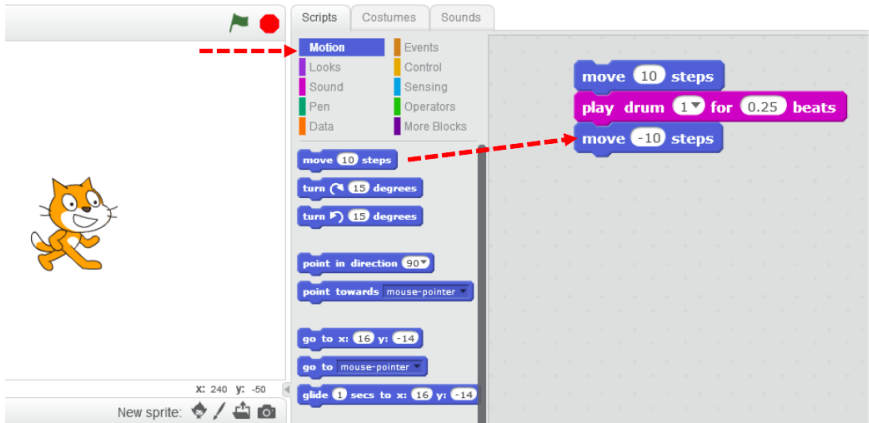 Scripts Costumes Sounds
Motion Events
Looks Control
Sound Sensing
Pen Operators
Data More Blocks
move 10 steps
turn 15 degrees
turn 15 degrees
point in direction 90
point towards mouse-pointer
go to x: 16 y: -14
go to mouse-pointer
glide 1 secs to x: 16 y: -14
move 10 steps
play drum 1 for 0.25 beats
move -10 steps
x: 240 y: -50
New sprite: